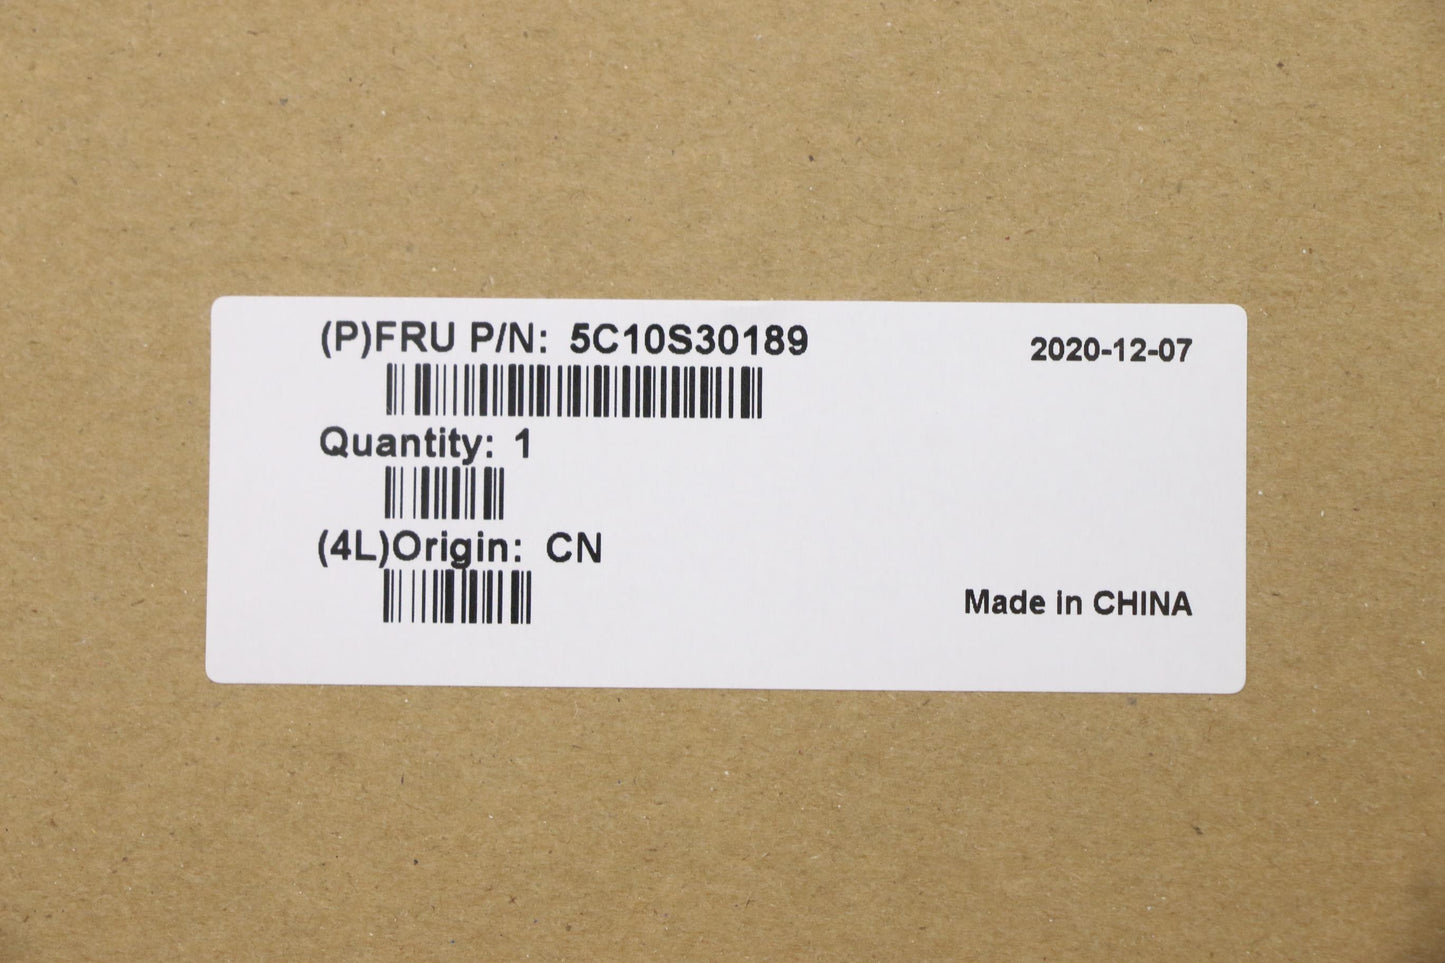 (P)FRU P/N: 5C10S30189
2020-12-07
Quantity: 1
(4L)Origin: CN
Made in CHINA